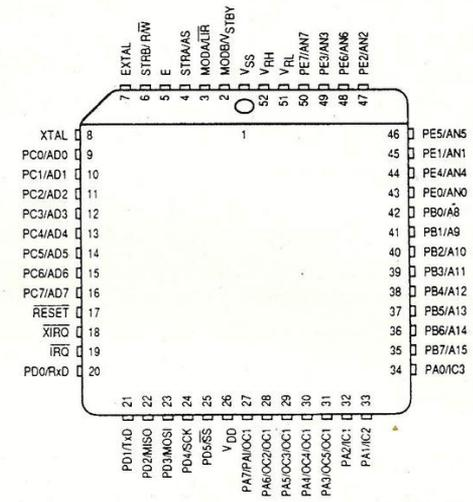 EXTAL
STRB/ R/W̅
E
STRA/AS
MODA/L̅I̅R̅
MODB/VSTBY
VSS
VRH
VRL
PE7/AN7
PE3/AN3
PE6/AN6
PE2/AN2
7 6 5 4 3 2 52 51 50 49 48 47
1
XTAL 8
PC0/AD0 9
PC1/AD1 10
PC2/AD2 11
PC3/AD3 12
PC4/AD4 13
PC5/AD5 14
PC6/AD6 15
PC7/AD7 16
R̅E̅S̅E̅T̅ 17
X̅I̅R̅Q̅ 18
I̅R̅Q̅ 19
PD0/RxD 20
46 PE5/AN5
45 PE1/AN1
44 PE4/AN4
43 PE0/AN0
42 PB0/A8
41 PB1/A9
40 PB2/A10
39 PB3/A11
38 PB4/A12
37 PB5/A13
36 PB6/A14
35 PB7/A15
34 PA0/IC3
21 22 23 24 25 26 27 28 29 30 31 32 33
PD1/TxD
PD2/MISO
PD3/MOSI
PD4/SCK
PD5/S̅S̅
VDD
PA7/PAI/OC1
PA6/OC2/OC1
PA5/OC3/OC1
PA4/OC4/OC1
PA3/OC5/OC1
PA2/IC1
PA1/IC2